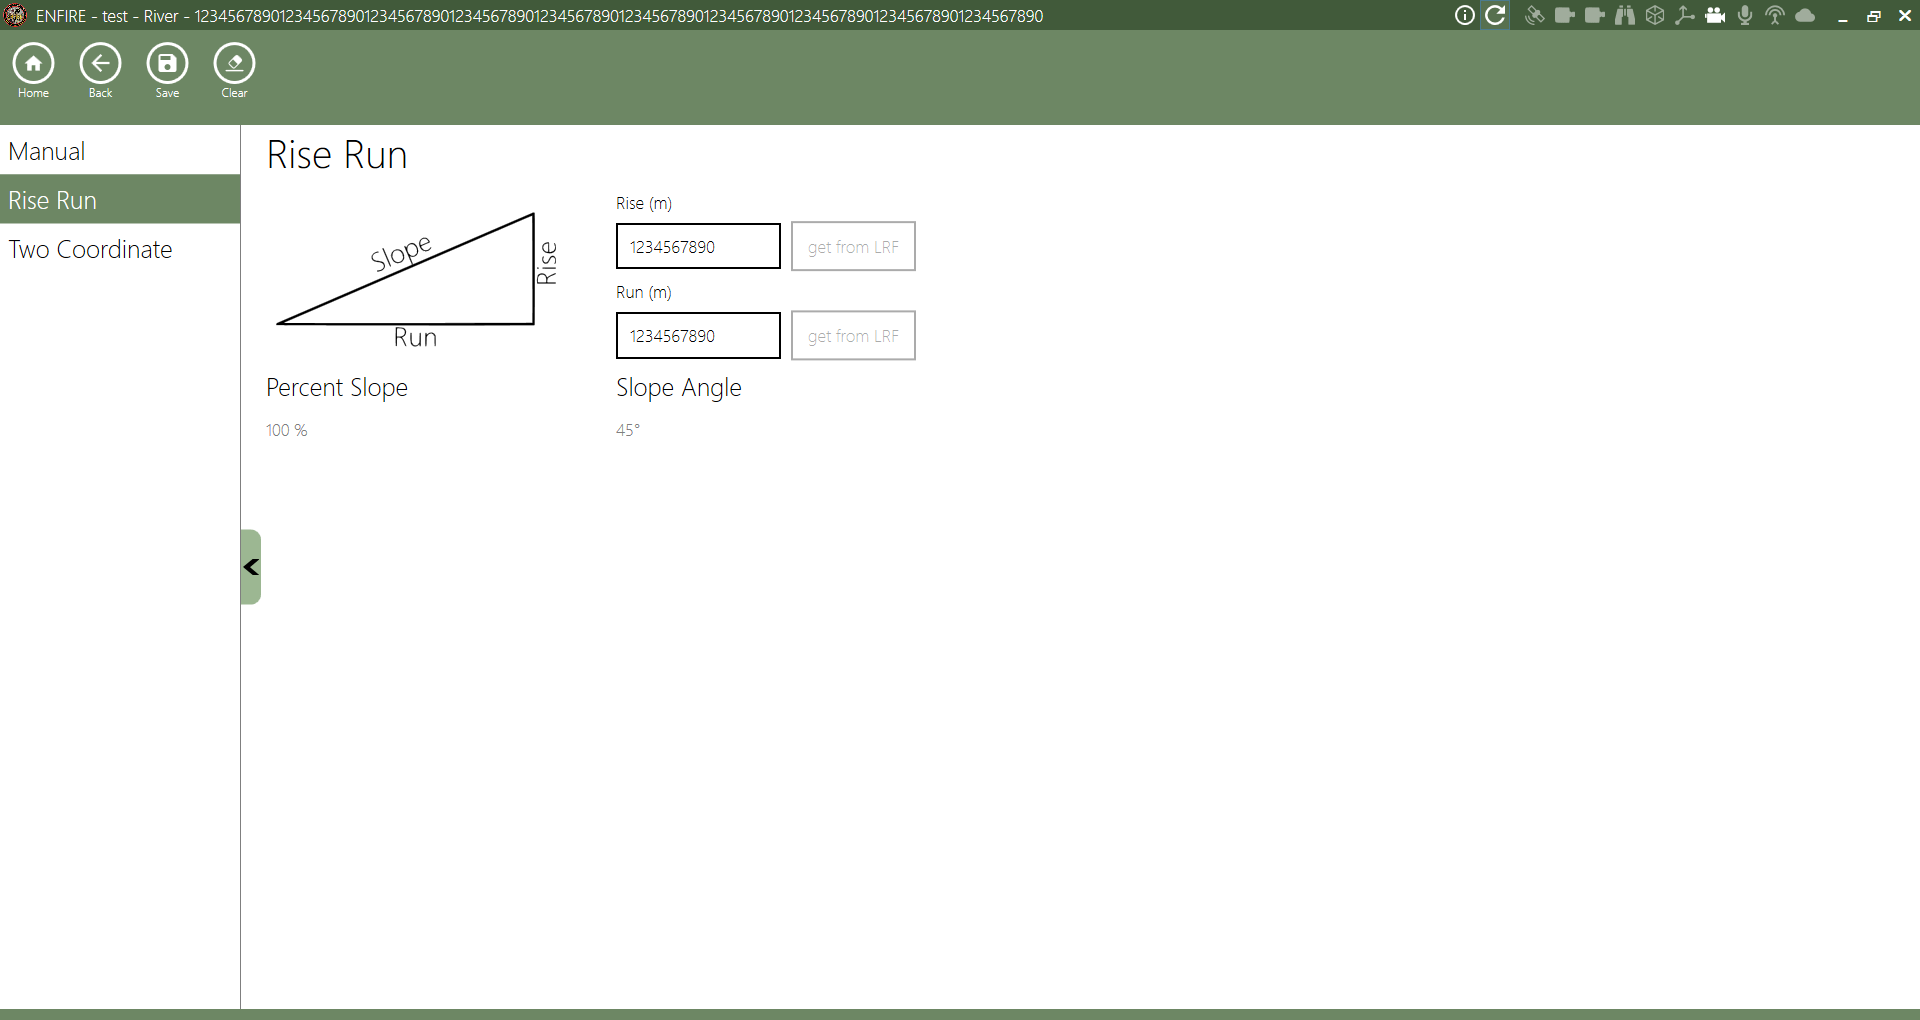 ENFIRE - test - River - 1234567890123456789012345678901234567890123456789012345678901234567890123456789012345678901234567890
Home
Back
Save
Clear
Manual
Rise Run
Two Coordinate
Rise Run
Slope
Rise
Run
Rise (m)
1234567890
get from LRF
Run (m)
1234567890
get from LRF
Percent Slope
100 %
Slope Angle
45°